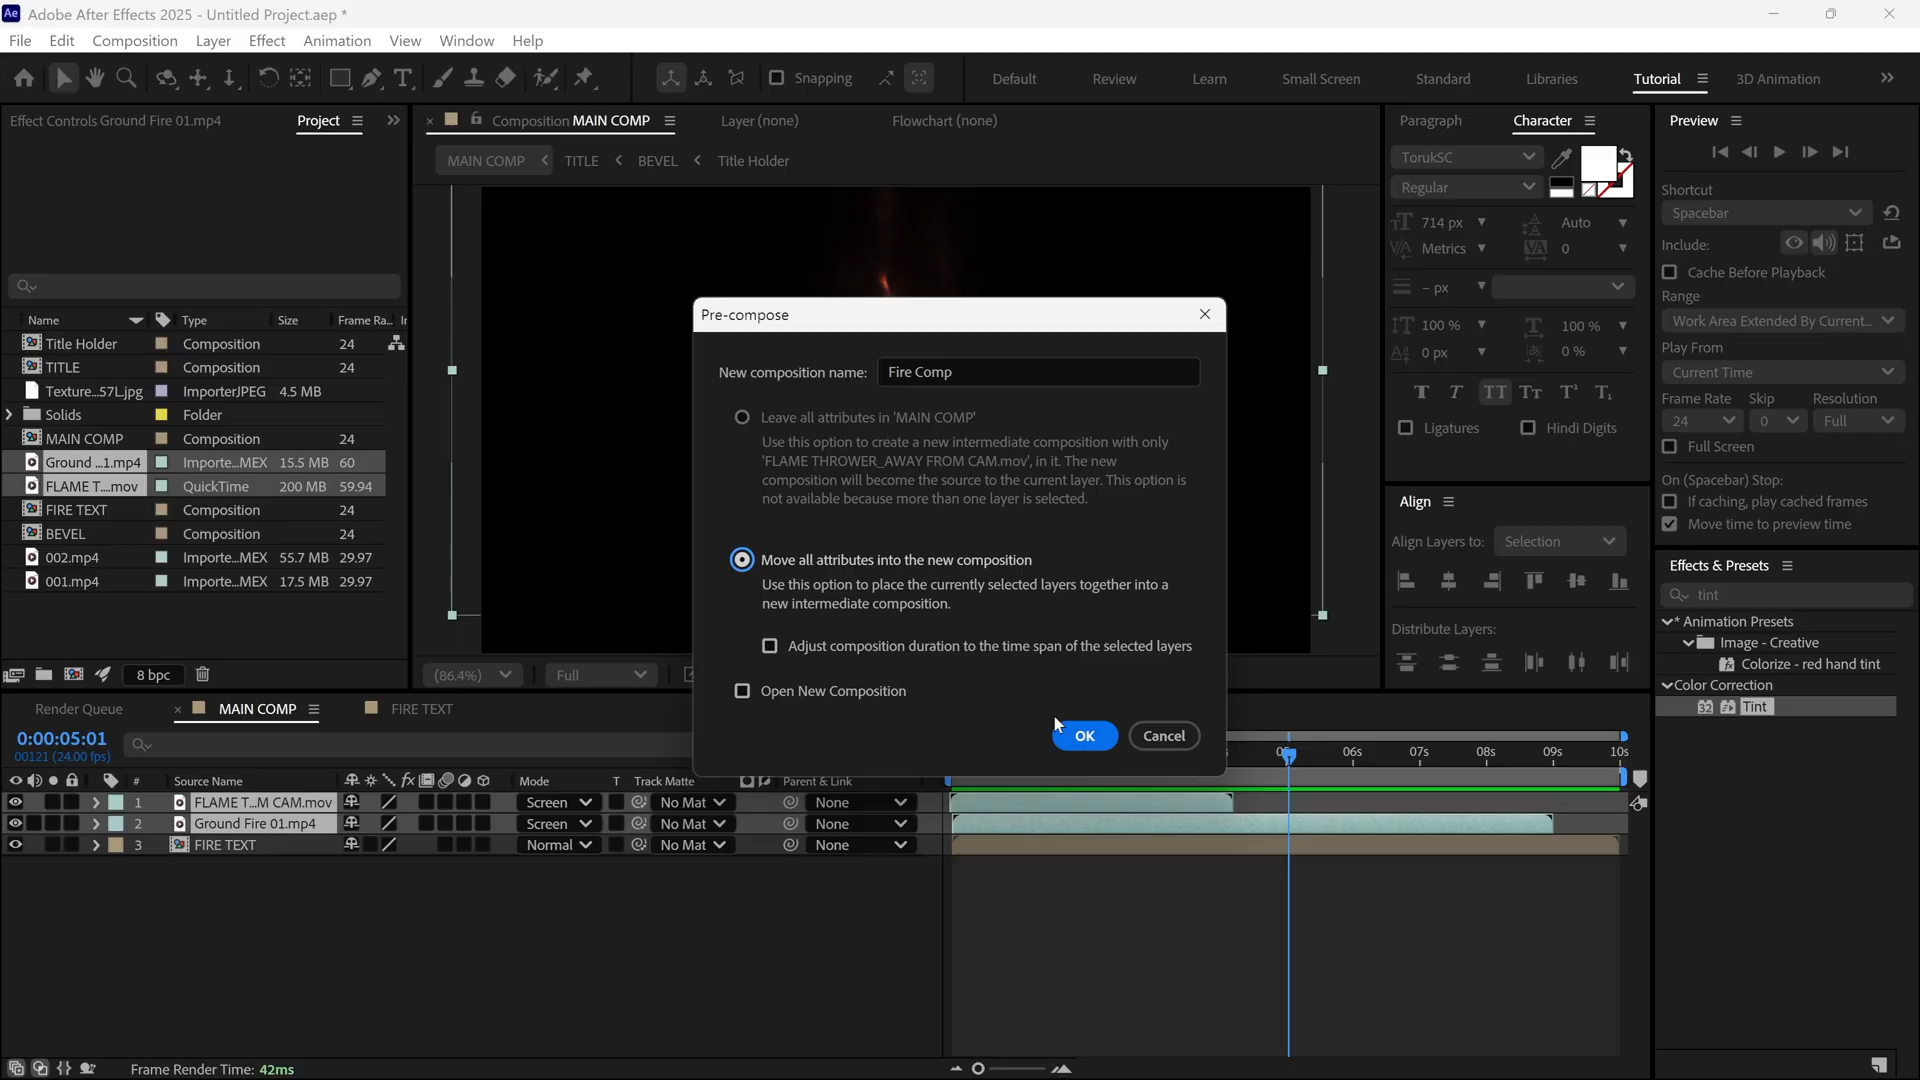 Ae Adobe After Effects 2025 - Untitled Project.aep *
File Edit Composition Layer Effect Animation View Window Help
Snapping Default Review Learn Small Screen Standard Libraries Tutorial 3D Animation
Effect Controls Ground Fire 01.mp4 Project
Composition MAIN COMP Layer (none) Flowchart (none)
MAIN COMP TITLE BEVEL Title Holder
Name Type Size Frame Ra... In
Title Holder Composition 24
TITLE Composition 24
Texture...57L.jpg ImporterJPEG 4.5 MB
Solids Folder
MAIN COMP Composition 24
Ground ...1.mp4 Importe...MEX 15.5 MB 60
FLAME T....mov QuickTime 200 MB 59.94
FIRE TEXT Composition 24
BEVEL Composition 24
002.mp4 Importe...MEX 55.7 MB 29.97
001.mp4 Importe...MEX 17.5 MB 29.97
8 bpc
(86.4%) Full
Pre-compose
New composition name: Fire Comp
Leave all attributes in 'MAIN COMP'
Use this option to create a new intermediate composition with only
'FLAME THROWER_AWAY FROM CAM.mov', in it. The new
composition will become the source to the current layer. This option is
not available because more than one layer is selected.
Move all attributes into the new composition
Use this option to place the currently selected layers together into a
new intermediate composition.
Adjust composition duration to the time span of the selected layers
Open New Composition
OK Cancel
Paragraph Character
TorukSC
Regular
714 px Auto
Metrics 0
– px
100 % 100 %
0 px 0 %
T T TT Tt T¹ T₁
Ligatures Hindi Digits
Align
Align Layers to: Selection
Distribute Layers:
Preview
Shortcut
Spacebar
Include:
Cache Before Playback
Range
Work Area Extended By Current...
Play From
Current Time
Frame Rate Skip Resolution
24 0 Full
Full Screen
On (Spacebar) Stop:
If caching, play cached frames
Move time to preview time
Effects & Presets
tint
* Animation Presets
Image - Creative
Colorize - red hand tint
Color Correction
32 Tint
Render Queue MAIN COMP FIRE TEXT
0:00:05:01
00121 (24.00 fps)
# Source Name Mode T Track Matte Parent & Link
06s 07s 08s 09s 10s
1 FLAME T...M CAM.mov Screen No Mat None
2 Ground Fire 01.mp4 Screen No Mat None
3 FIRE TEXT Normal No Mat None
Frame Render Time: 42ms